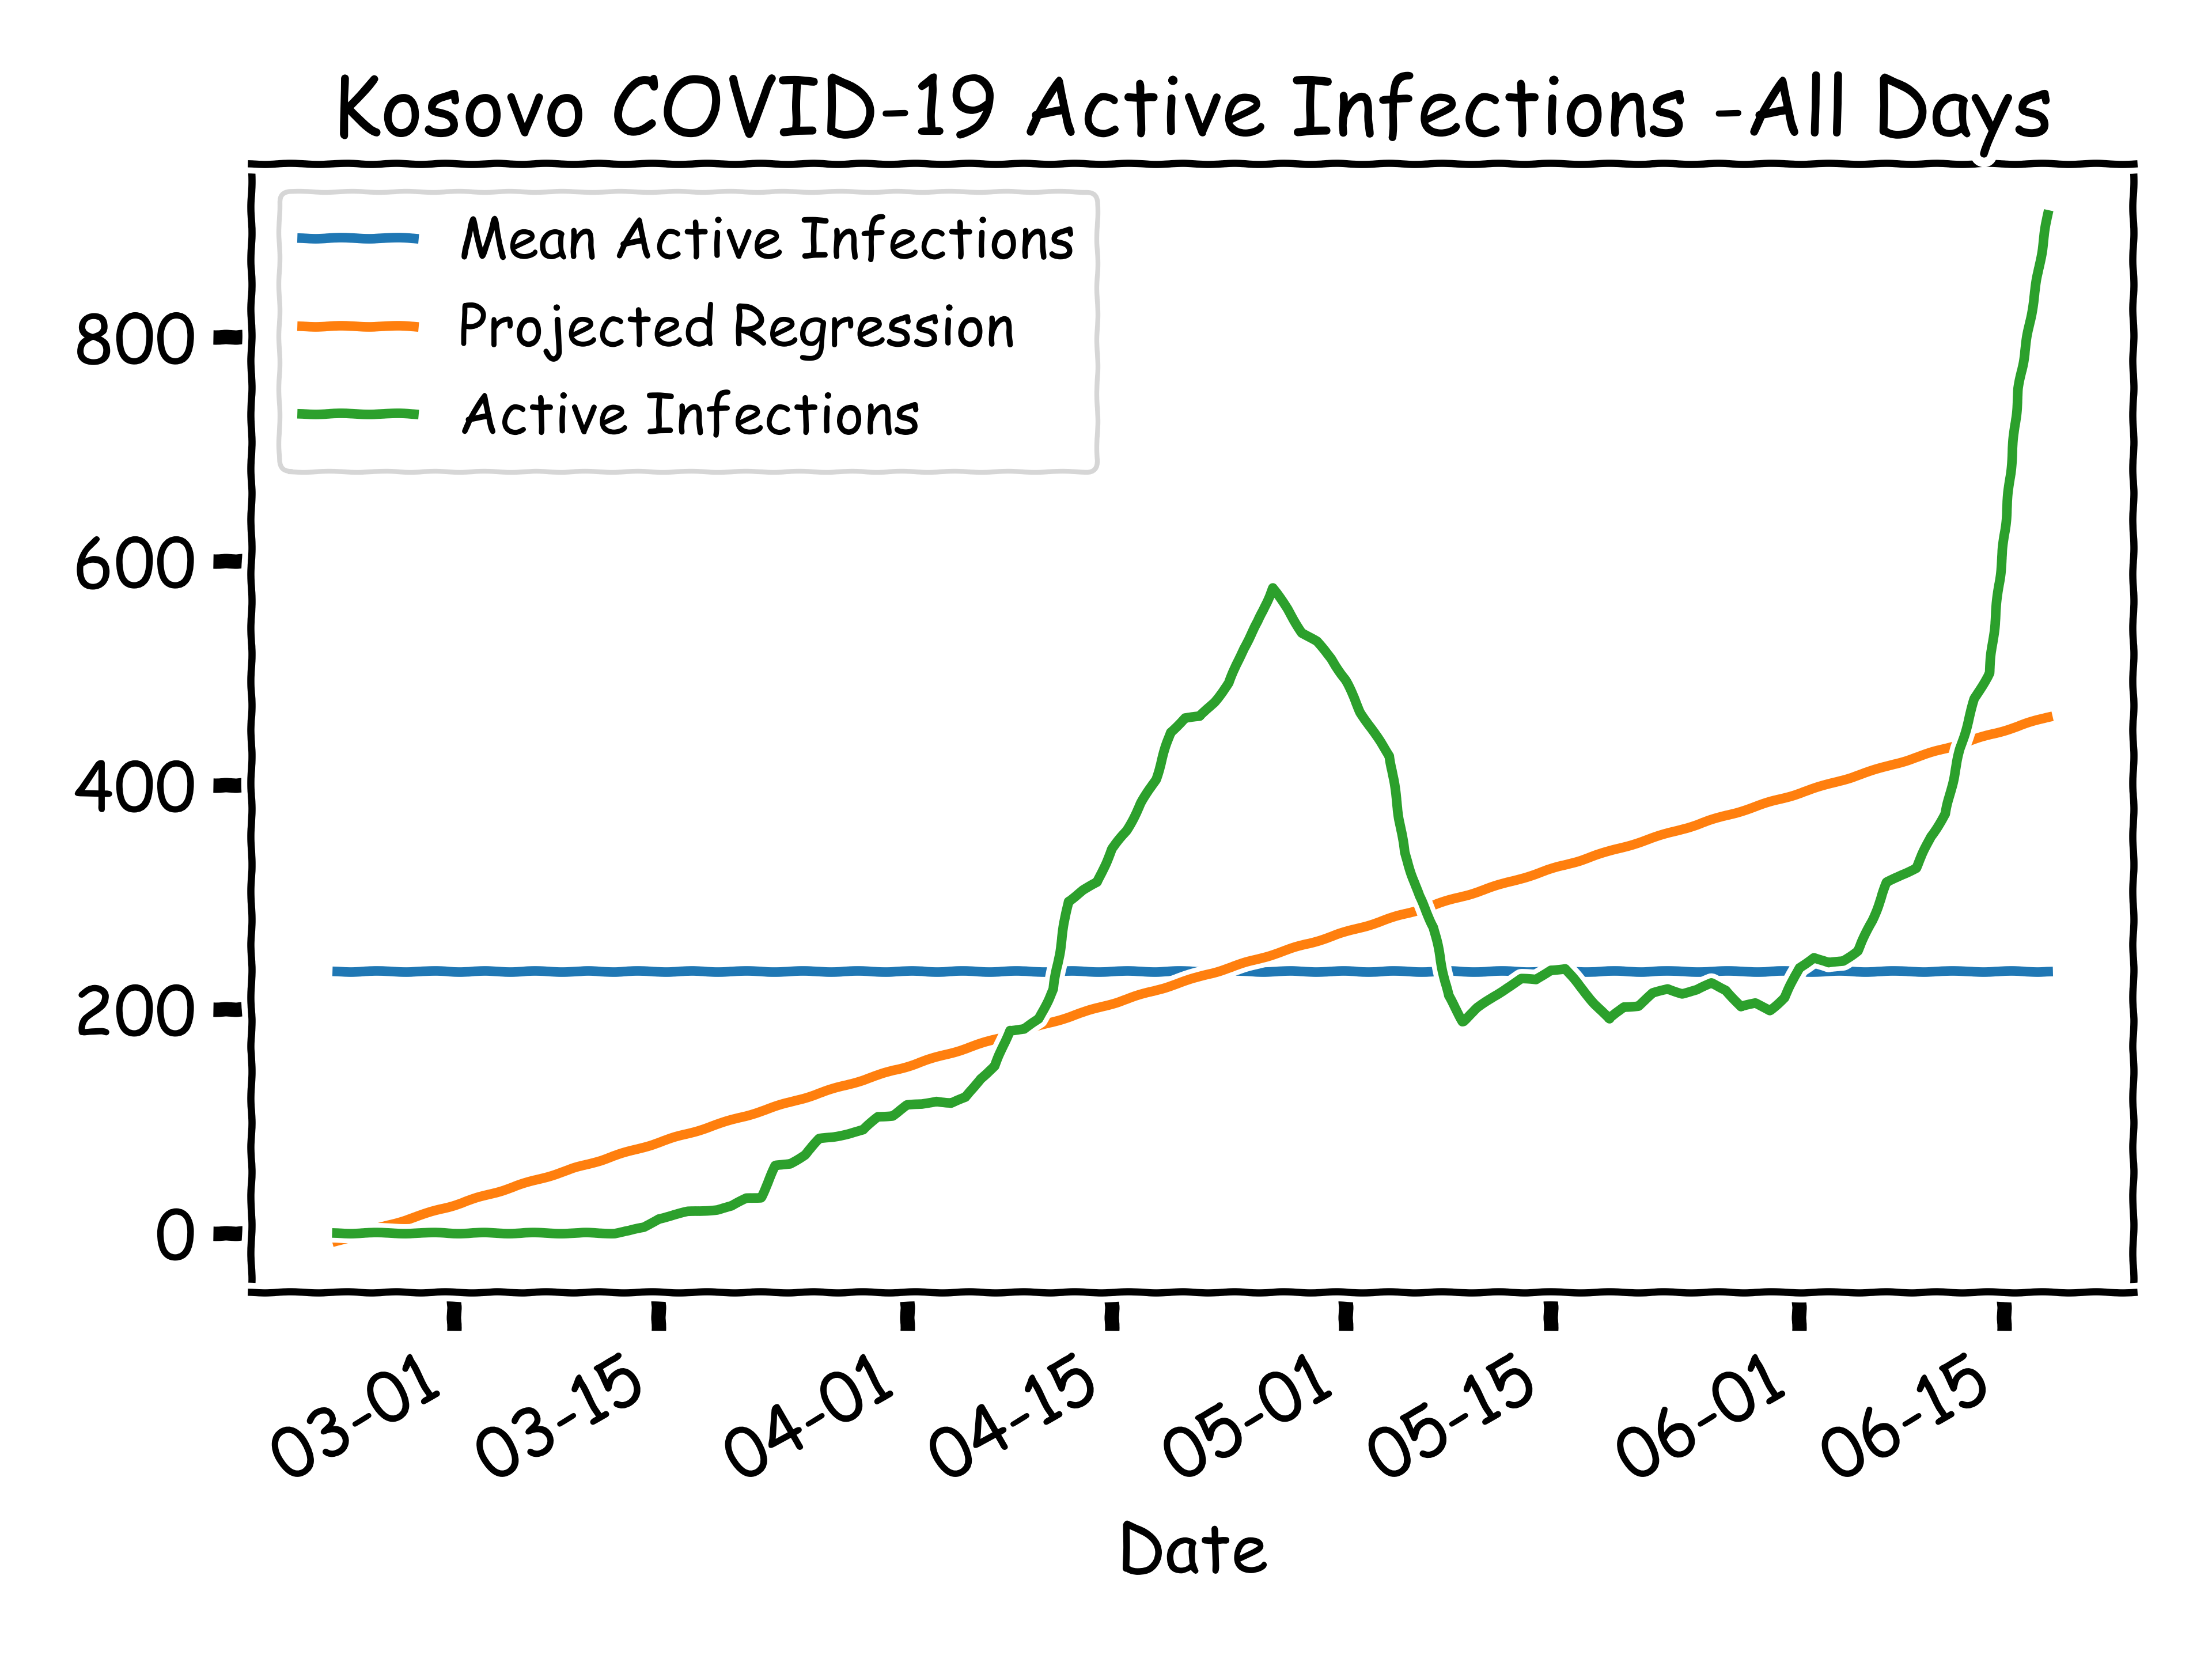 Kosovo COVID-19 Active Infections - All Days
Mean Active Infections
Projected Regression
Active Infections
800
600
400
200
0
03-01
03-15
04-01
04-15
05-01
05-15
06-01
06-15
Date